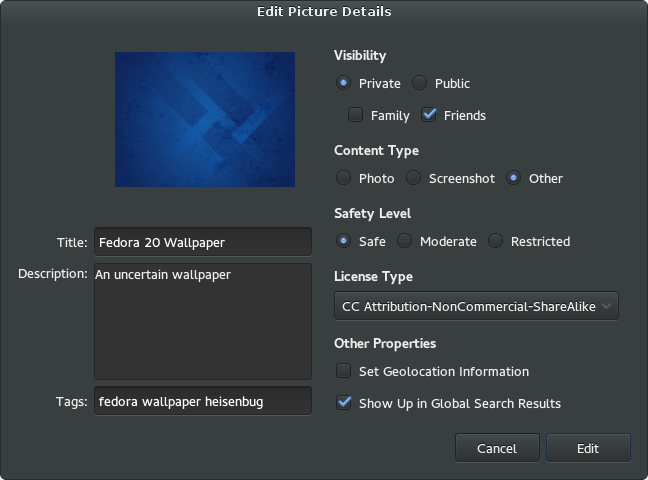 Edit Picture Details
Title: Fedora 20 Wallpaper
Description: An uncertain wallpaper
Tags: fedora wallpaper heisenbug
Visibility
Private Public
Family Friends
Content Type
Photo Screenshot Other
Safety Level
Safe Moderate Restricted
License Type
CC Attribution-NonCommercial-ShareAlike
Other Properties
Set Geolocation Information
Show Up in Global Search Results
Cancel Edit